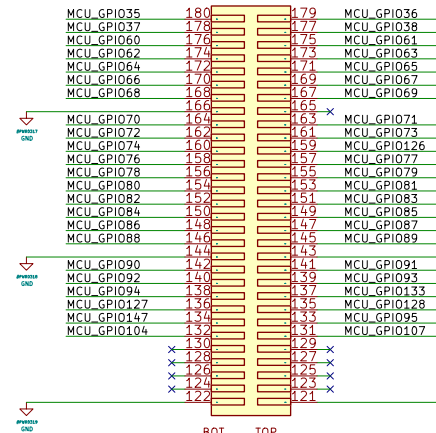 MCU_GPIO35 180 179 MCU_GPIO36
MCU_GPIO37 178 177 MCU_GPIO38
MCU_GPIO60 176 175 MCU_GPIO61
MCU_GPIO62 174 173 MCU_GPIO63
MCU_GPIO64 172 171 MCU_GPIO65
MCU_GPIO66 170 169 MCU_GPIO67
MCU_GPIO68 168 167 MCU_GPIO69
166 165
GND
MCU_GPIO70 164 163 MCU_GPIO71
MCU_GPIO72 162 161 MCU_GPIO73
MCU_GPIO74 160 159 MCU_GPIO126
MCU_GPIO76 158 157 MCU_GPIO77
MCU_GPIO78 156 155 MCU_GPIO79
MCU_GPIO80 154 153 MCU_GPIO81
MCU_GPIO82 152 151 MCU_GPIO83
MCU_GPIO84 150 149 MCU_GPIO85
MCU_GPIO86 148 147 MCU_GPIO87
MCU_GPIO88 146 145 MCU_GPIO89
144 143
MCU_GPIO90 142 141 MCU_GPIO91
GND
MCU_GPIO92 140 139 MCU_GPIO93
MCU_GPIO94 138 137 MCU_GPIO133
MCU_GPIO127 136 135 MCU_GPIO128
MCU_GPIO147 134 133 MCU_GPIO95
MCU_GPIO104 132 131 MCU_GPIO107
130 129
128 127
126 125
124 123
122 121
GND
BOT TOP